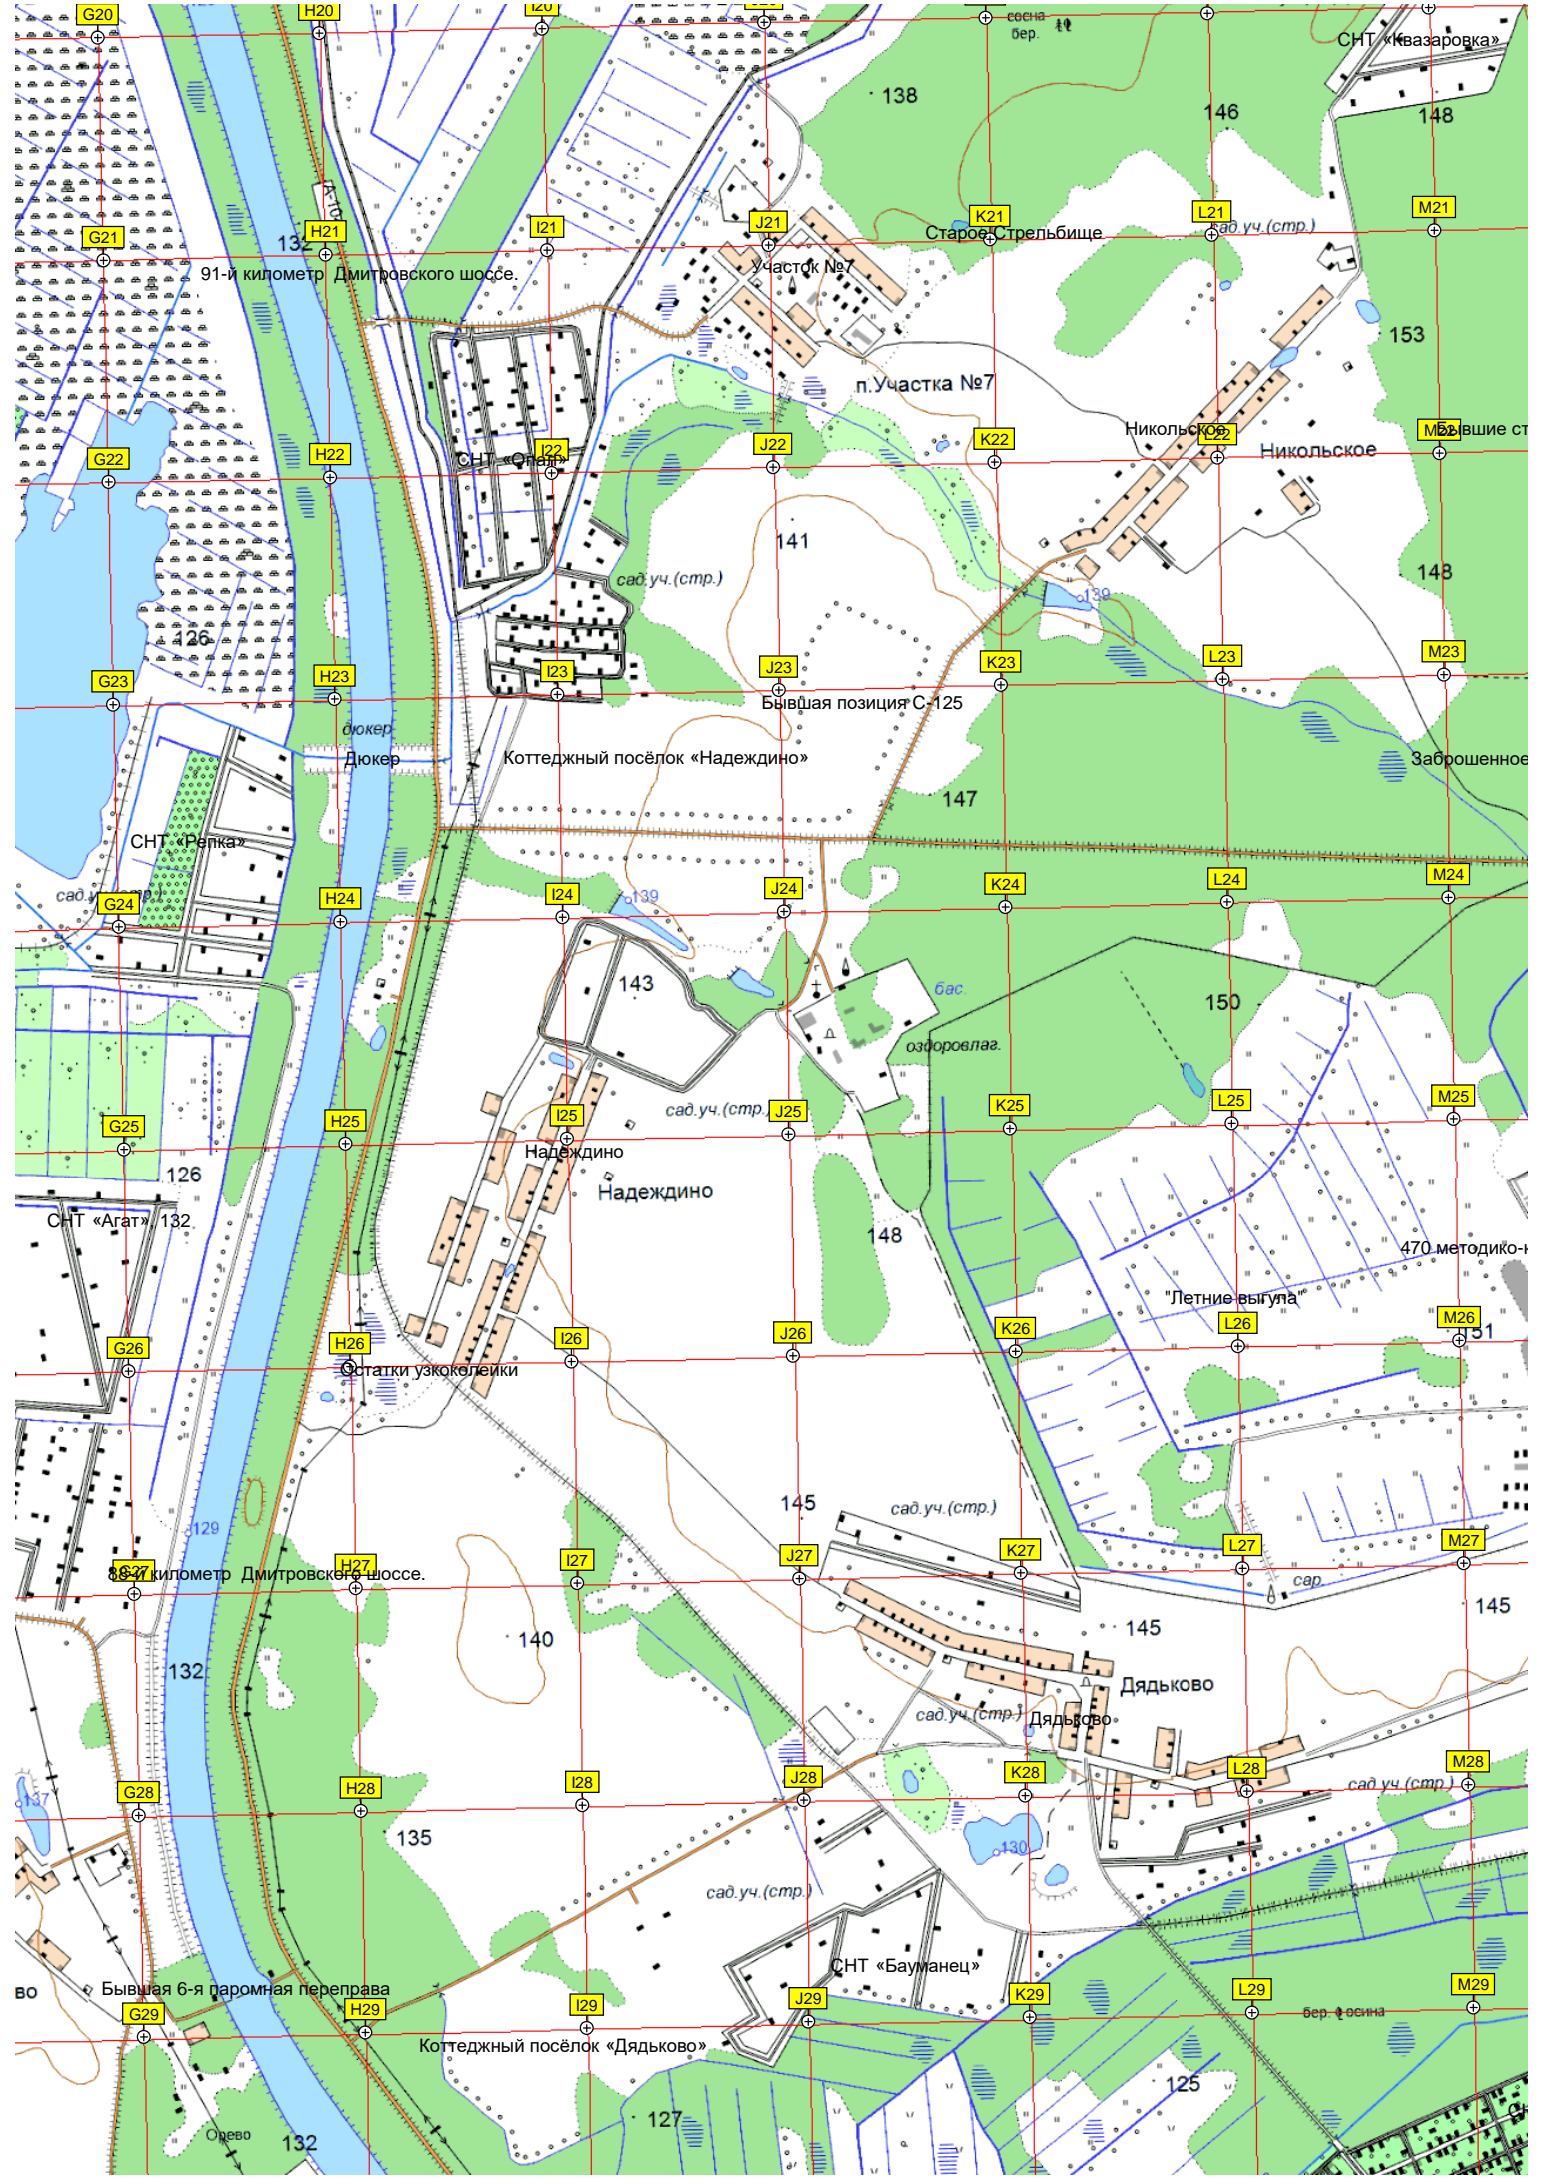 G20
H20
I20
сосна
бер.
СНТ «Квазаровка»
138
146
148
А-10
132
G21
H21
I21
J21
K21
L21
M21
Старое Стрельбище
сад.уч.(стр.)
91-й километр Дмитровского шоссе.
Участок №7
153
п.Участка №7
G22
H22
I22
J22
K22
L22
M22
Никольское
Никольское
Бывшие ст
СНТ «Опал»
141
сад.уч.(стр.)
148
139
126
G23
H23
I23
J23
K23
L23
M23
Бывшая позиция С-125
дюкер
Дюкер
Коттеджный посёлок «Надеждино»
Заброшенное
147
СНТ «Репка»
G24
H24
I24
J24
K24
L24
M24
139
143
бас.
150
оздоровлаг.
сад.уч.(стр.)
G25
H25
I25
J25
K25
L25
M25
Надеждино
Надеждино
126
СНТ «Агат»
132
148
470 методико-
"Летние выгула"
G26
H26
I26
J26
K26
L26
M26
151
Остатки узкоколейки
145
сад.уч.(стр.)
129
G27
H27
I27
J27
K27
L27
M27
километр Дмитровского шоссе.
сар.
145
140
145
132
Дядьково
сад.уч.(стр.)
Дядьково
G28
H28
I28
J28
K28
L28
M28
сад.уч.(стр.)
137
135
130
сад.уч.(стр.)
СНТ «Бауманец»
во
Бывшая 6-я паромная переправа
G29
H29
I29
J29
K29
L29
M29
бер. осина
Коттеджный посёлок «Дядьково»
125
127
Орево
132